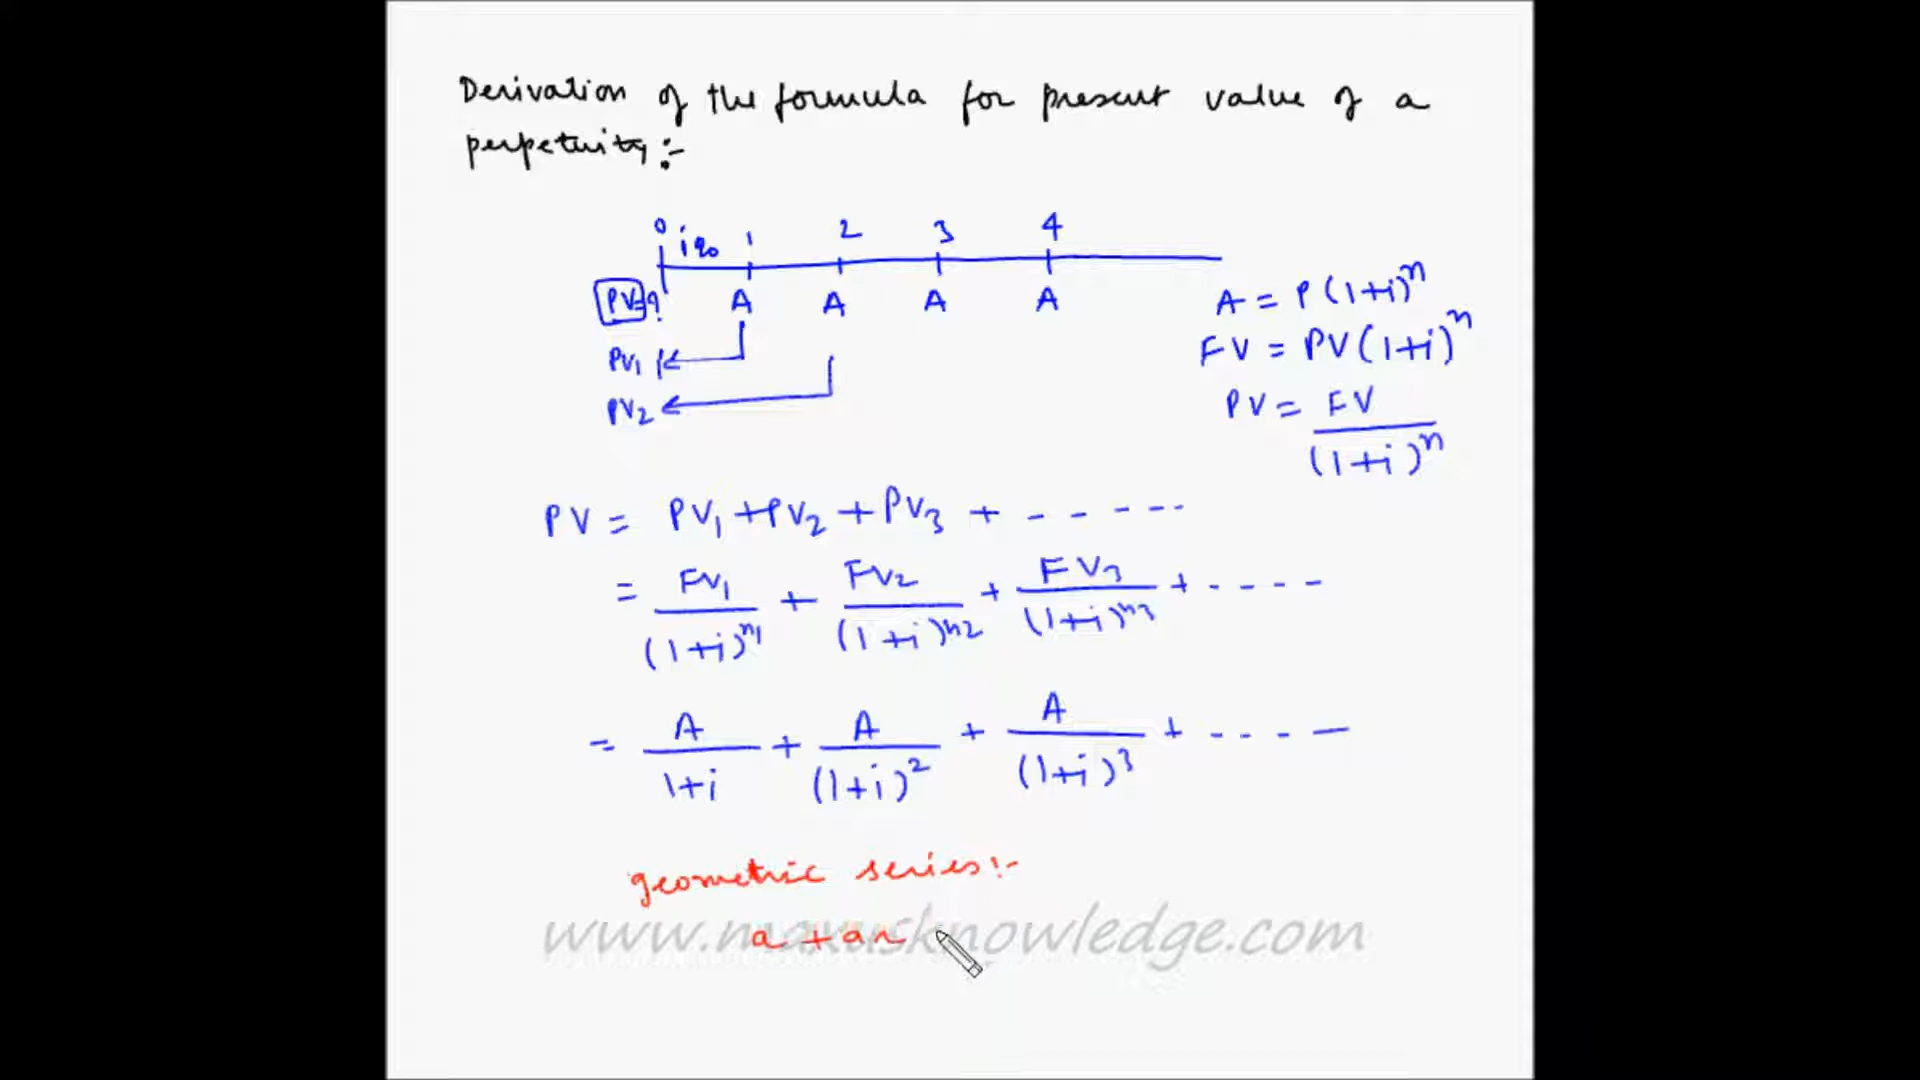 Derivation of the formula for present value of a
perpetuity:-
0 i% 1 2 3 4
PV=? A A A A
A = P(1+i)^n
PV1
FV = PV(1+i)^n
PV2
PV = FV/(1+i)^n
PV = PV1 + PV2 + PV3 + - - - - -
= FV1/(1+i)^n1 + FV2/(1+i)^n2 + FV3/(1+i)^n3 + - - - -
= A/1+i + A/(1+i)^2 + A/(1+i)^3 + - - - -
geometric series:-
www.maxusknowledge.com
a + ar